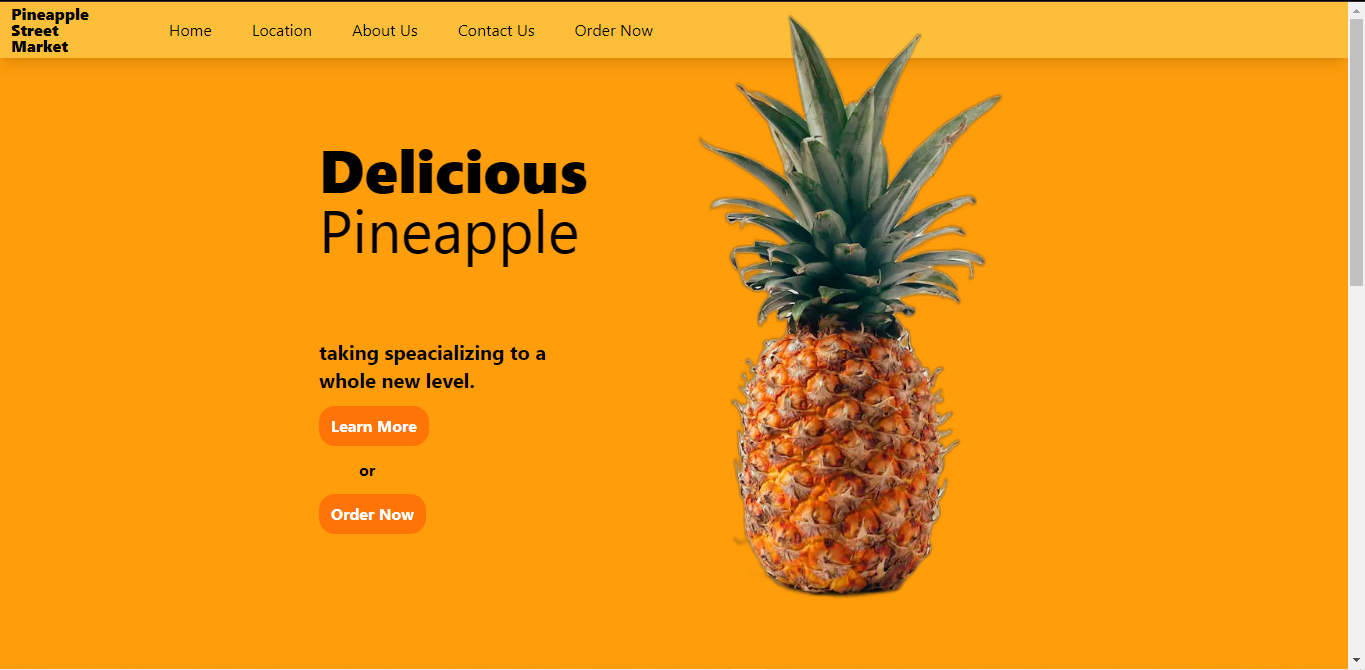 Pineapple
Street
Market
Home Location About Us Contact Us Order Now
Delicious
Pineapple
taking speacializing to a
whole new level.
Learn More
or
Order Now